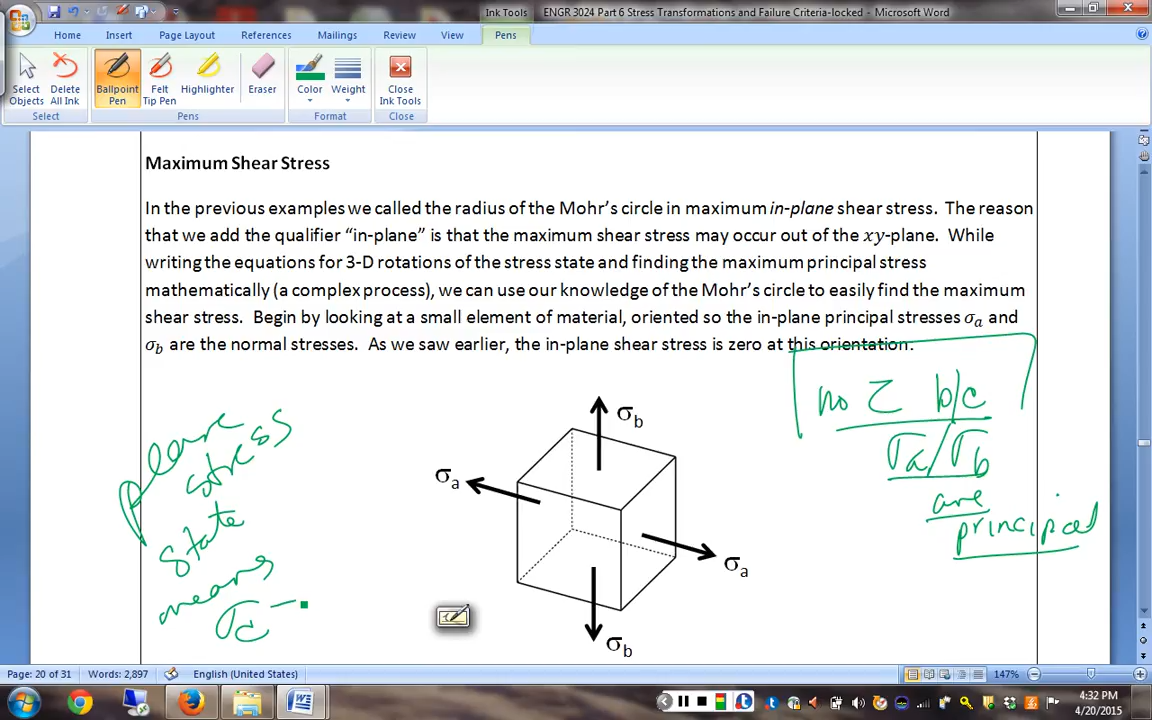 Ink Tools
ENGR 3024 Part 6 Stress Transformations and Failure Criteria-locked - Microsoft Word
Home Insert Page Layout References Mailings Review View Pens
Select Objects
Delete All Ink
Ballpoint Pen
Felt Tip Pen
Highlighter
Eraser
Color
Weight
Close Ink Tools
Select Pens Format Close
Maximum Shear Stress
In the previous examples we called the radius of the Mohr's circle in maximum in-plane shear stress. The reason
that we add the qualifier "in-plane" is that the maximum shear stress may occur out of the xy-plane. While
writing the equations for 3-D rotations of the stress state and finding the maximum principal stress
mathematically (a complex process), we can use our knowledge of the Mohr's circle to easily find the maximum
shear stress. Begin by looking at a small element of material, oriented so the in-plane principal stresses σa and
σb are the normal stresses. As we saw earlier, the in-plane shear stress is zero at this orientation.
no τ b/c
σa/σb
are
principal
plane
stress
state
means
σc
σb
σa
σa
σb
Page: 20 of 31 Words: 2,897 English (United States) 147%
4:32 PM
4/20/2015